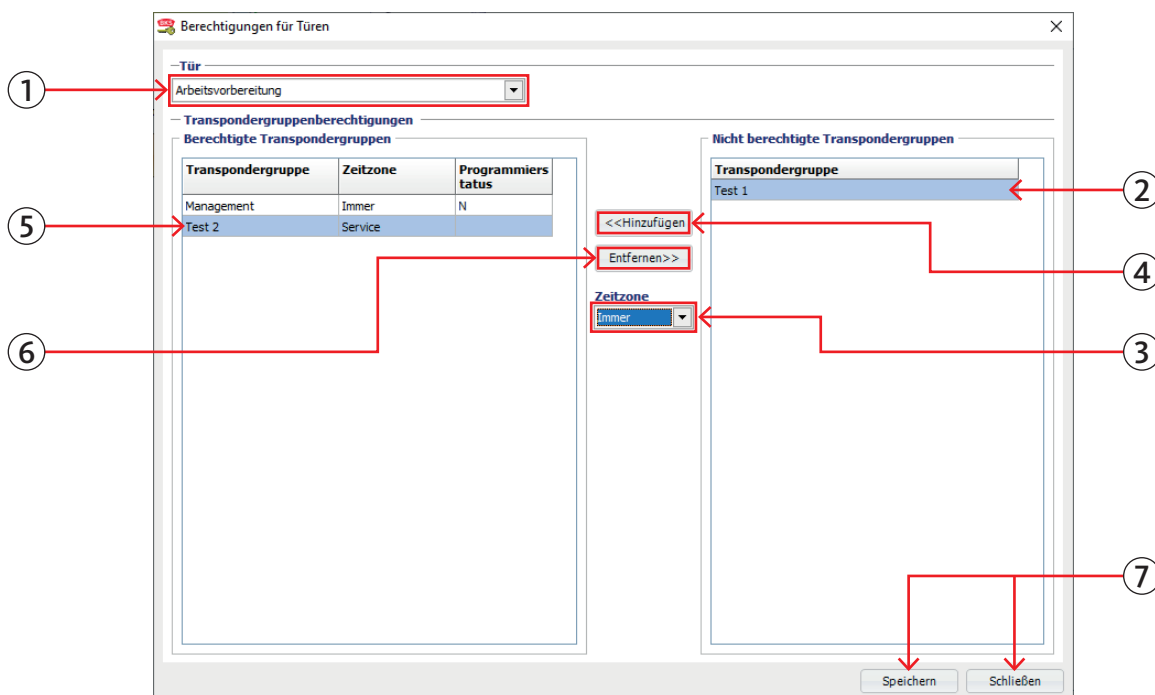 BKS
Berechtigungen für Türen
Tür
1
Arbeitsvorbereitung
Transpondergruppenberechtigungen
Berechtigte Transpondergruppen
Transpondergruppe Zeitzone Programmiers
tatus
Management Immer N
5
Test 2 Service
<<Hinzufügen
Entfernen>>
Zeitzone
Immer
6
Nicht berechtigte Transpondergruppen
Transpondergruppe
Test 1
2
4
3
7
Speichern Schließen